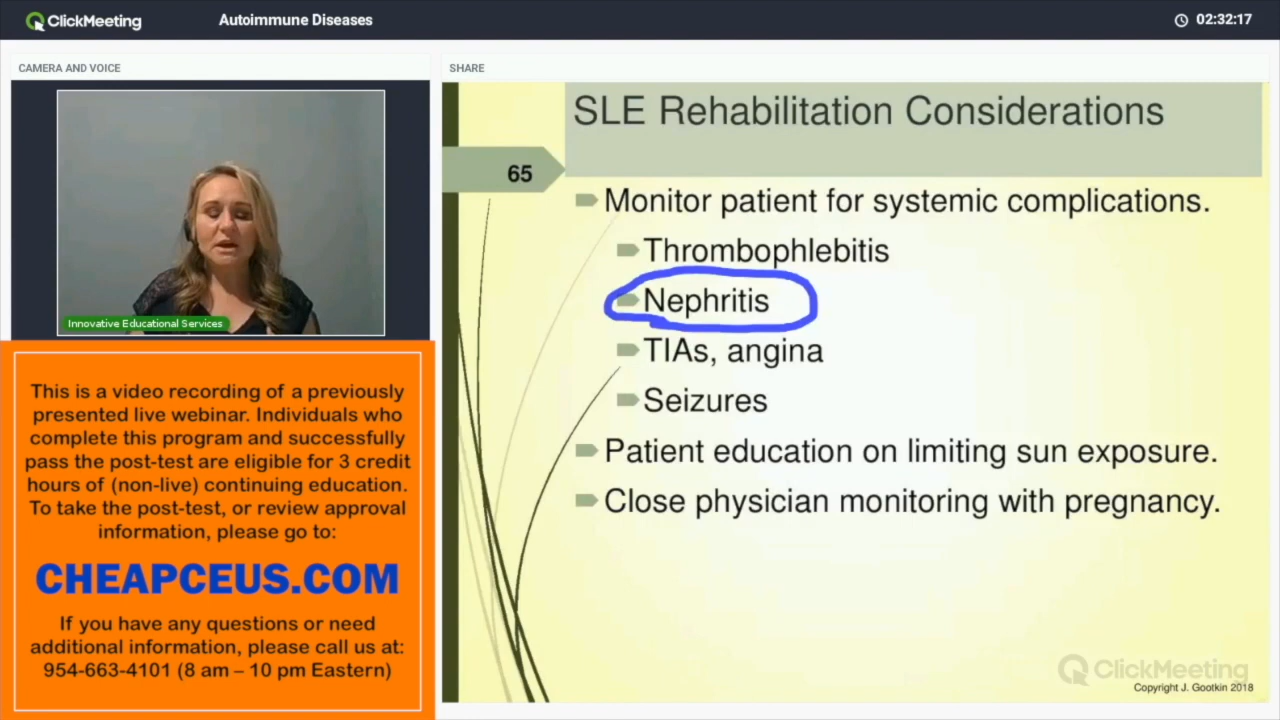 ClickMeeting
Autoimmune Diseases
02:32:17
CAMERA AND VOICE
SHARE
Innovative Educational Services
This is a video recording of a previously
presented live webinar. Individuals who
complete this program and successfully
pass the post-test are eligible for 3 credit
hours of (non-live) continuing education.
To take the post-test, or review approval
information, please go to:
CHEAPCEUS.COM
If you have any questions or need
additional information, please call us at:
954-663-4101 (8 am – 10 pm Eastern)
SLE Rehabilitation Considerations
65
Monitor patient for systemic complications.
Thrombophlebitis
Nephritis
TIAs, angina
Seizures
Patient education on limiting sun exposure.
Close physician monitoring with pregnancy.
ClickMeeting
Copyright J. Gootkin 2018